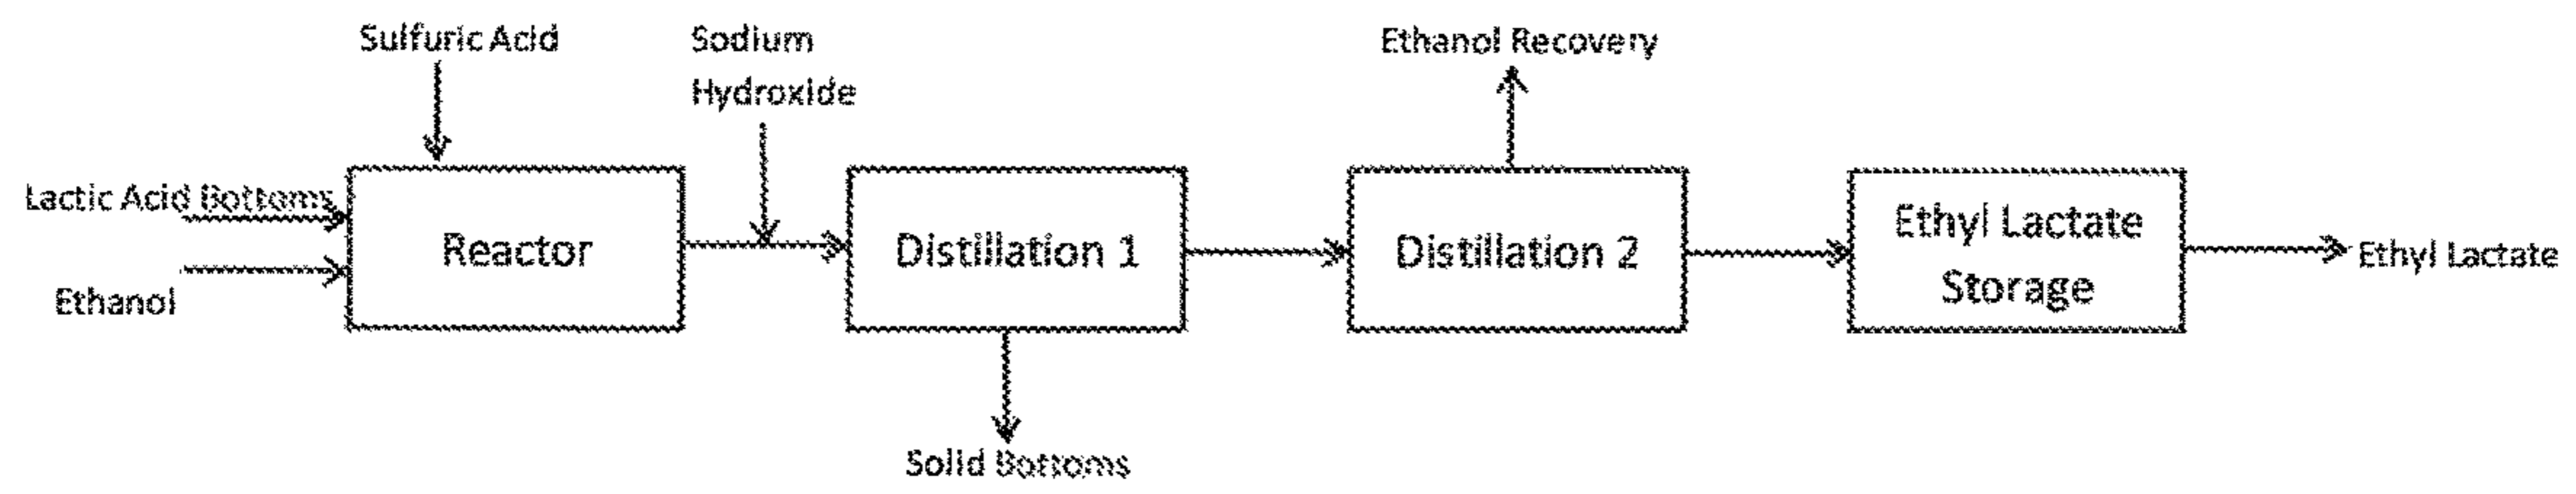 Sulfuric Acid
Sodium
Hydroxide
Ethanol Recovery
Lactic Acid Bottoms
Ethanol
Reactor
Distillation 1
Distillation 2
Ethyl Lactate
Storage
Ethyl Lactate
Solid Bottoms